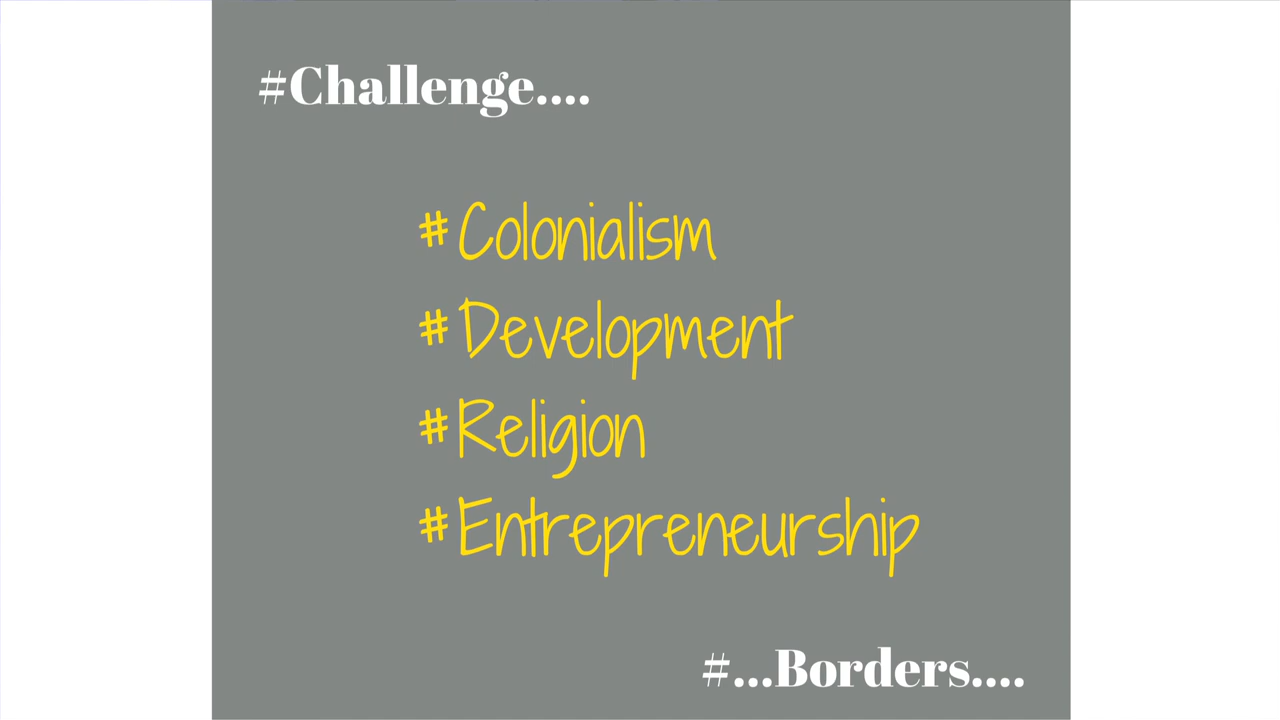 #Challenge....
#Colonialism
#Development
#Religion
#Entrepreneurship
#...Borders....